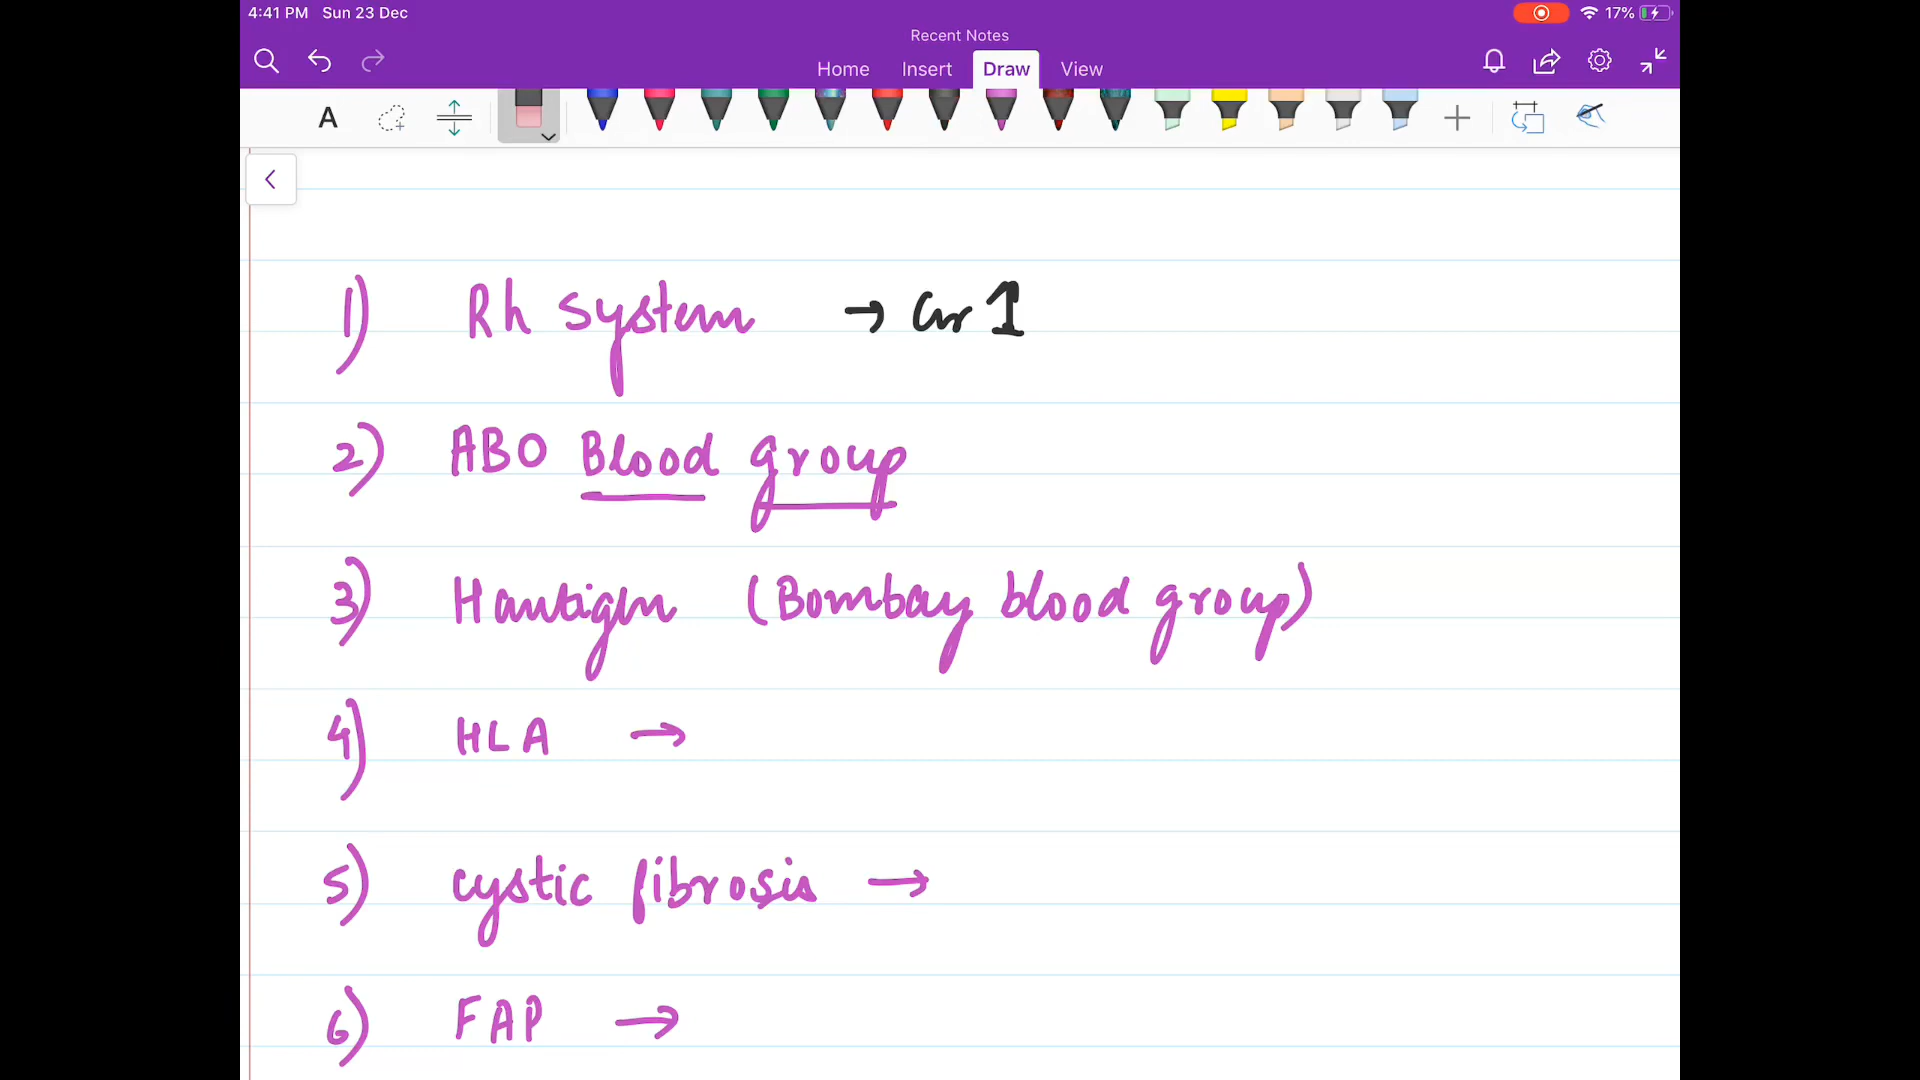 4:41 PM Sun 23 Dec
17%
Recent Notes
Home Insert Draw View
A
1) Rh system → Chr 1
2) ABO Blood group
3) H antigen (Bombay blood group)
4) HLA →
5) cystic fibrosis →
6) FAP →